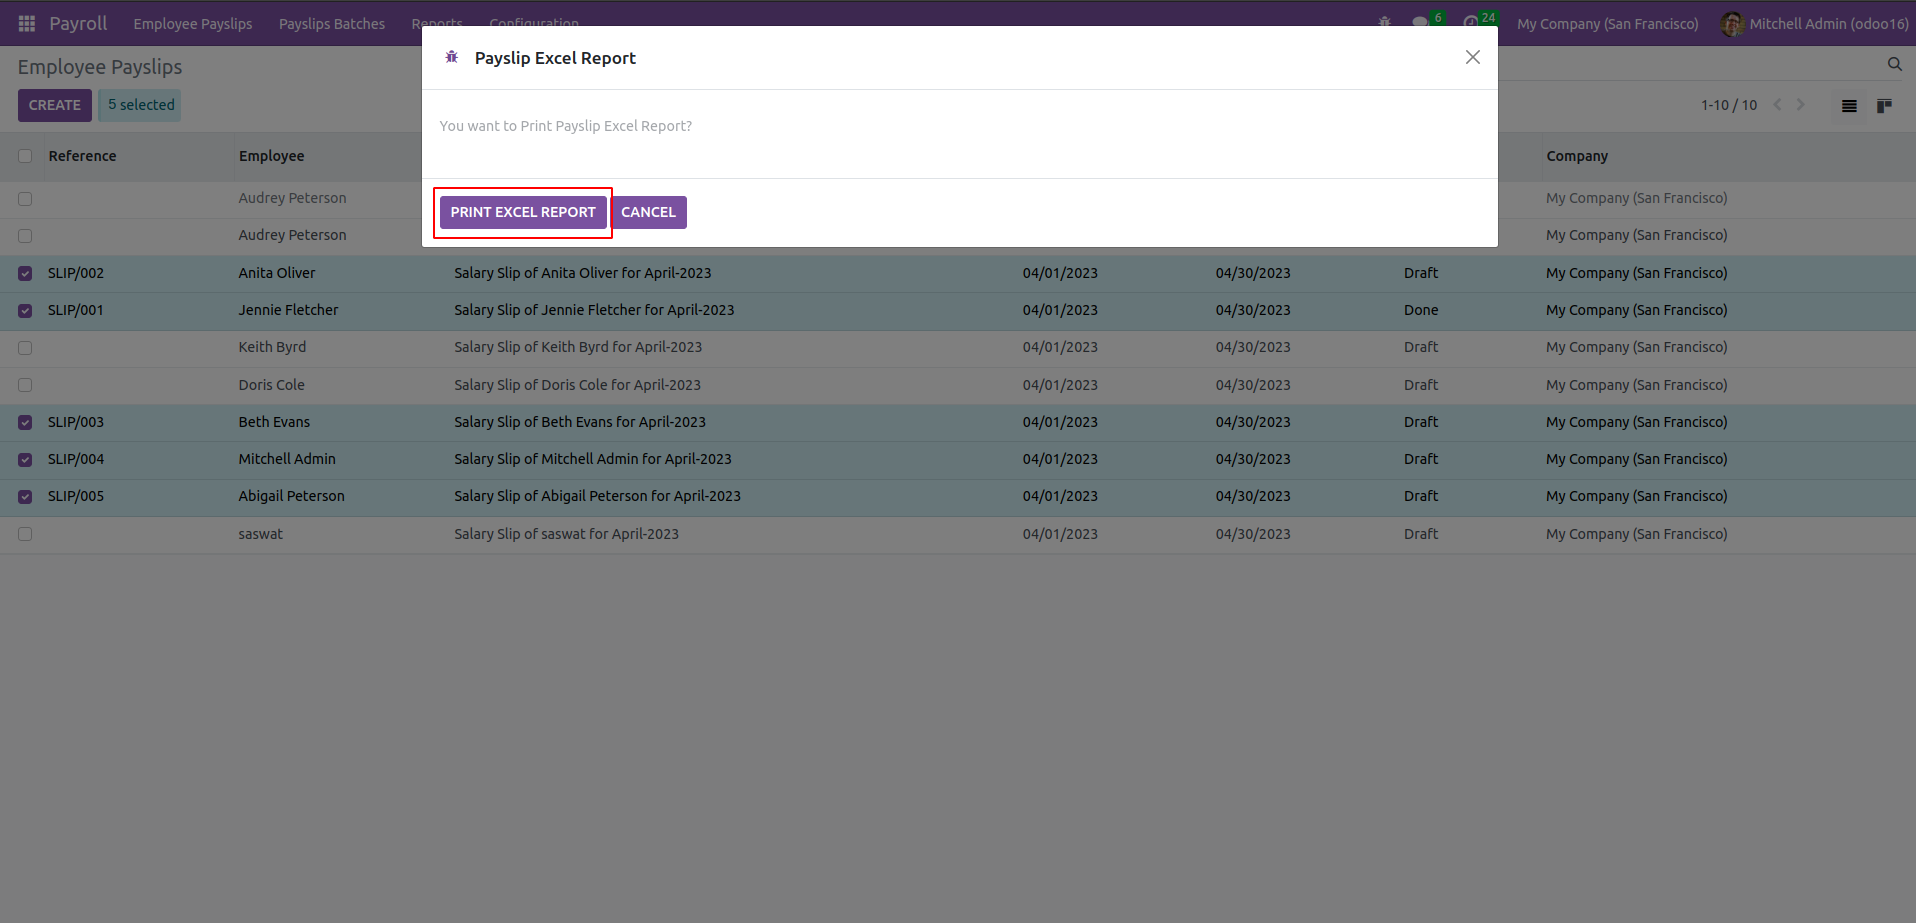 Payroll Employee Payslips Payslips Batches Reports Configuration 6 24 My Company (San Francisco) Mitchell Admin (odoo16)
Payslip Excel Report
Employee Payslips
CREATE 5 selected 1-10 / 10
You want to Print Payslip Excel Report?
Reference Employee Company
Audrey Peterson My Company (San Francisco)
PRINT EXCEL REPORT CANCEL
Audrey Peterson My Company (San Francisco)
SLIP/002 Anita Oliver Salary Slip of Anita Oliver for April-2023 04/01/2023 04/30/2023 Draft My Company (San Francisco)
SLIP/001 Jennie Fletcher Salary Slip of Jennie Fletcher for April-2023 04/01/2023 04/30/2023 Done My Company (San Francisco)
Keith Byrd Salary Slip of Keith Byrd for April-2023 04/01/2023 04/30/2023 Draft My Company (San Francisco)
Doris Cole Salary Slip of Doris Cole for April-2023 04/01/2023 04/30/2023 Draft My Company (San Francisco)
SLIP/003 Beth Evans Salary Slip of Beth Evans for April-2023 04/01/2023 04/30/2023 Draft My Company (San Francisco)
SLIP/004 Mitchell Admin Salary Slip of Mitchell Admin for April-2023 04/01/2023 04/30/2023 Draft My Company (San Francisco)
SLIP/005 Abigail Peterson Salary Slip of Abigail Peterson for April-2023 04/01/2023 04/30/2023 Draft My Company (San Francisco)
saswat Salary Slip of saswat for April-2023 04/01/2023 04/30/2023 Draft My Company (San Francisco)